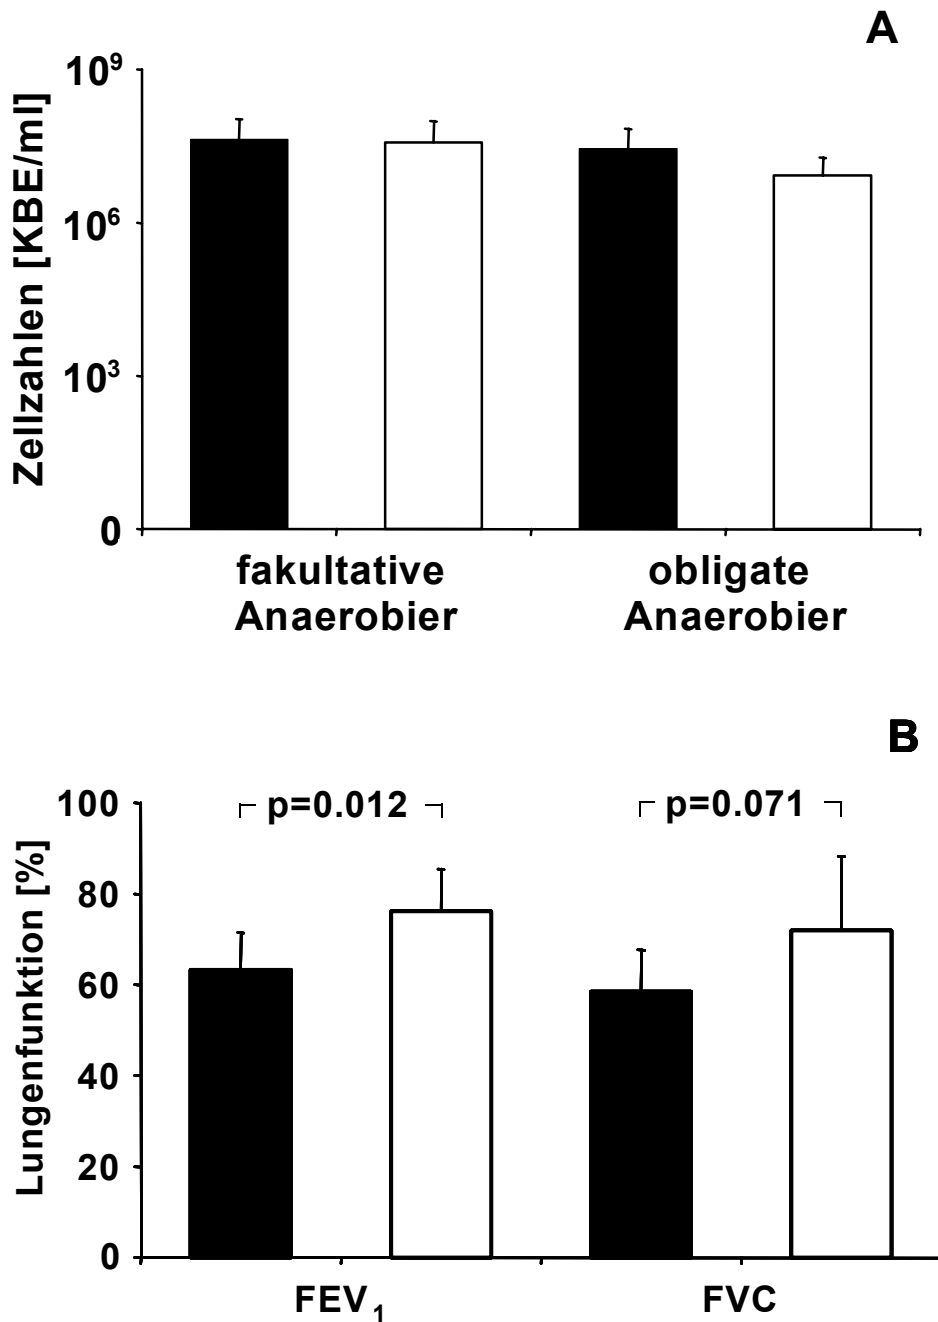 A
Zellzahlen [KBE/ml]
10⁹
10⁶
10³
0
fakultative
Anaerobier
obligate
Anaerobier
B
Lungenfunktion [%]
100
80
60
40
20
0
p=0.012
p=0.071
FEV₁
FVC